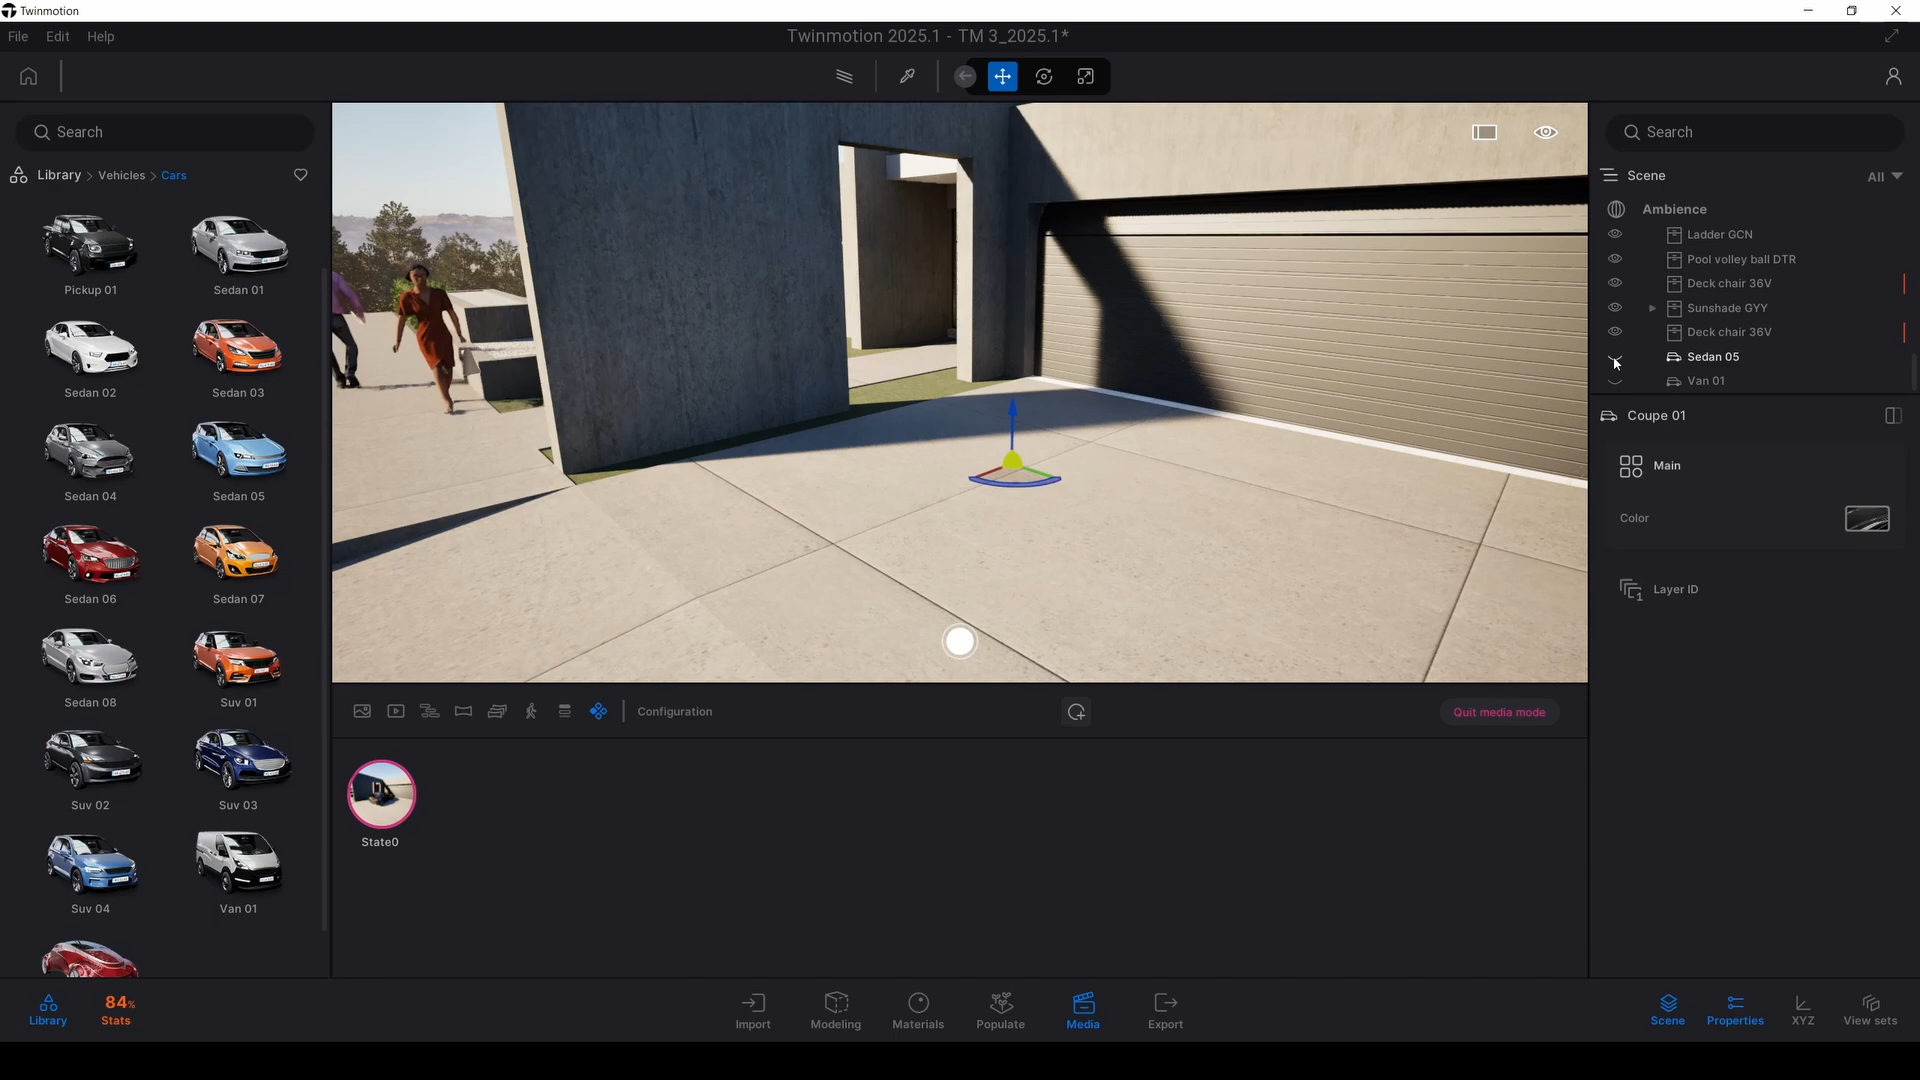 Twinmotion
File Edit Help
Twinmotion 2025.1 - TM 3_2025.1*
Search
Library > Vehicles > Cars
Pickup 01
Sedan 01
Sedan 02
Sedan 03
Sedan 04
Sedan 05
Sedan 06
Sedan 07
Sedan 08
Suv 01
Suv 02
Suv 03
Suv 04
Van 01
Configuration
Quit media mode
State0
Search
Scene
All
Ambience
Ladder GCN
Pool volley ball DTR
Deck chair 36V
Sunshade GYY
Deck chair 36V
Sedan 05
Van 01
Coupe 01
Main
Color
Layer ID
Library
84%
Stats
Import
Modeling
Materials
Populate
Media
Export
Scene
Properties
XYZ
View sets